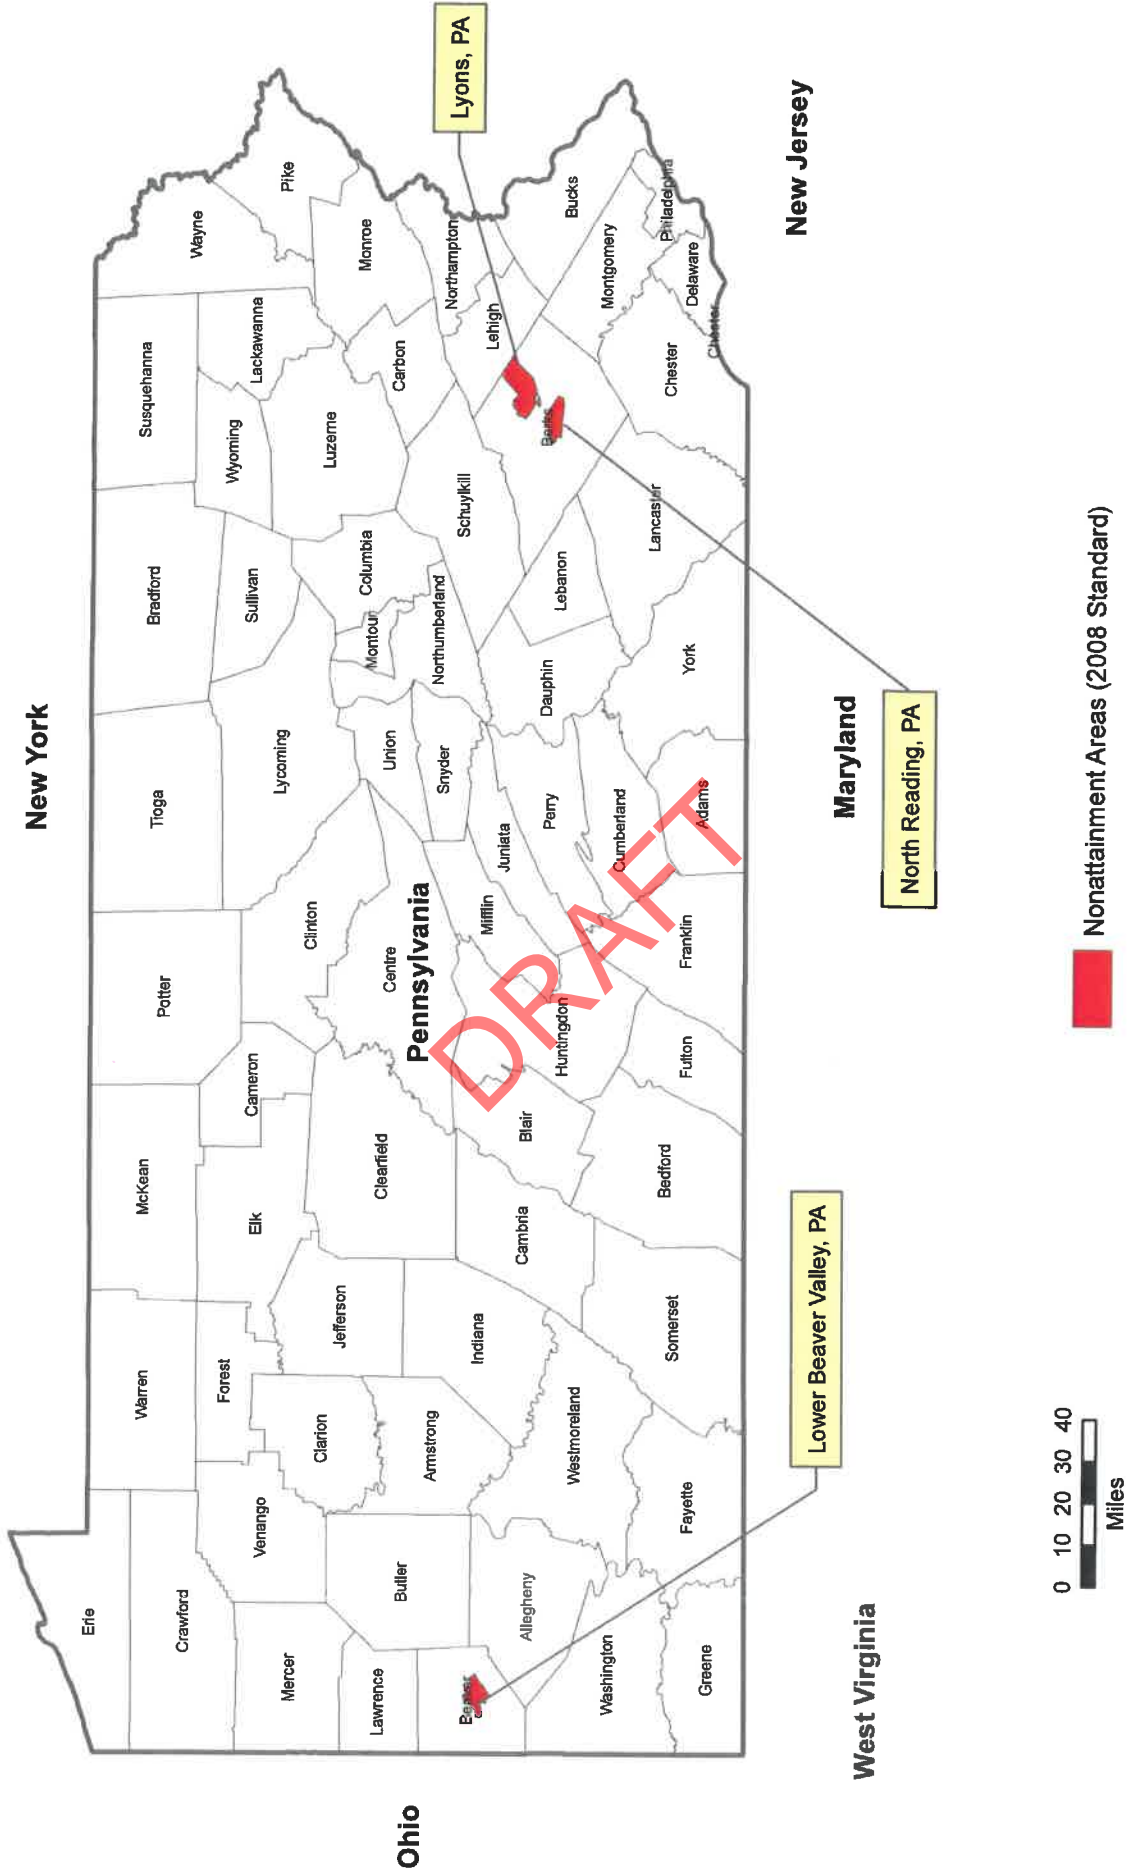 New York
Erie
Crawford
Warren
McKean
Potter
Tioga
Bradford
Susquehanna
Wayne
Forest
Elk
Cameron
Sullivan
Wyoming
Lackawanna
Pike
Mercer
Venango
Clarion
Jefferson
Clearfield
Clinton
Lycoming
Columbia
Luzerne
Monroe
Lawrence
Butler
Armstrong
Indiana
Centre
Pennsylvania
Union
Montour
Northumberland
Snyder
Schuylkill
Carbon
Northampton
Lehigh
Lyons, PA
Ohio
Beaver
Allegheny
Westmoreland
Cambria
Blair
Huntingdon
Mifflin
Juniata
Perry
Dauphin
Lebanon
Berks
Bucks
Montgomery
Philadelphia
Washington
Greene
Fayette
Somerset
Bedford
Fulton
Franklin
Cumberland
Adams
York
Lancaster
Chester
Delaware
Chester
DRAFT
West Virginia
Maryland
New Jersey
Lower Beaver Valley, PA
North Reading, PA
0 10 20 30 40
Miles
Nonattainment Areas (2008 Standard)